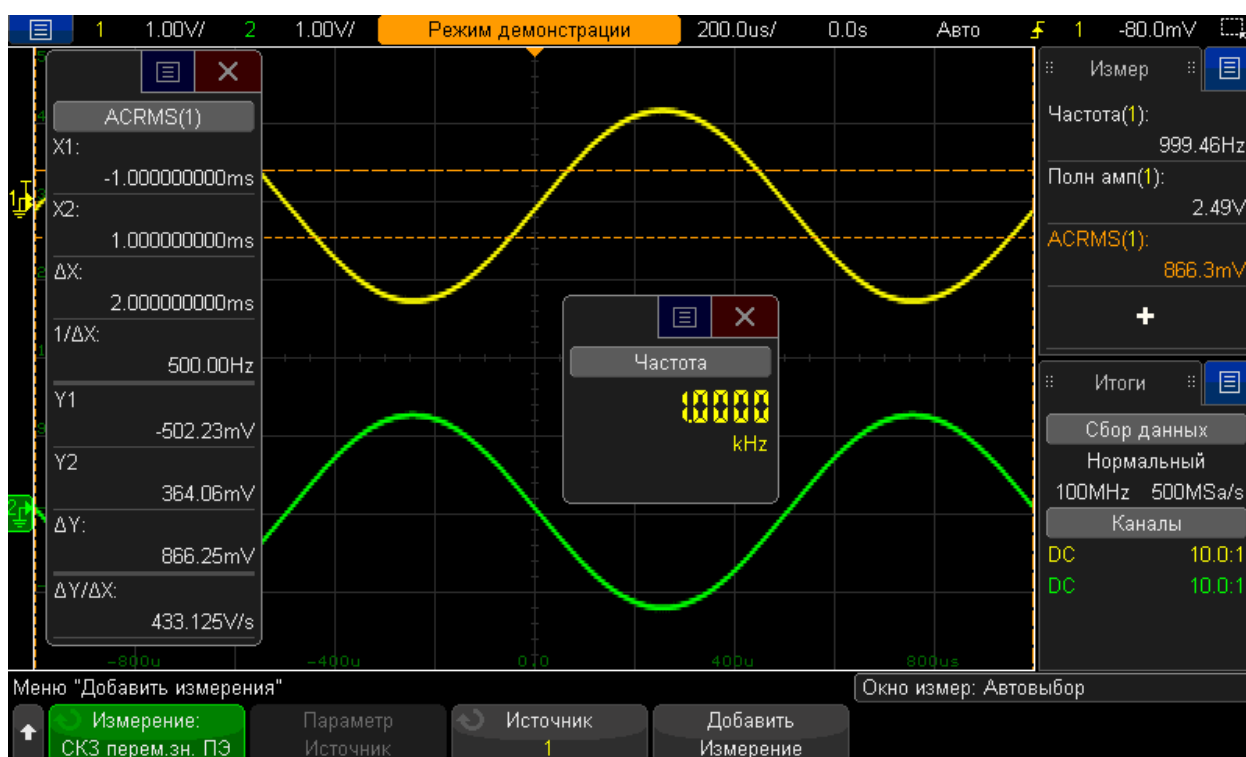 1 1.00V/ 2 1.00V/ Режим демонстрации 200.0us/ 0.0s Авто 1 -80.0mV
ACRMS(1)
X1:
-1.000000000ms
X2:
1.000000000ms
ΔX:
2.000000000ms
1/ΔX:
500.00Hz
Y1
-502.23mV
Y2
364.06mV
ΔY:
866.25mV
ΔY/ΔX:
433.125V/s
Частота
1.0000
kHz
-800u -400u 0.0 400u 800us
Измер
Частота(1):
999.46Hz
Полн амп(1):
2.49V
ACRMS(1):
866.3mV
+
Итоги
Сбор данных
Нормальный
100MHz 500MSa/s
Каналы
DC 10.0:1
DC 10.0:1
Меню "Добавить измерения"
Окно измер: Автовыбор
Измерение:
СКЗ перем.зн. ПЭ
Параметр
Источник
Источник
1
Добавить
Измерение